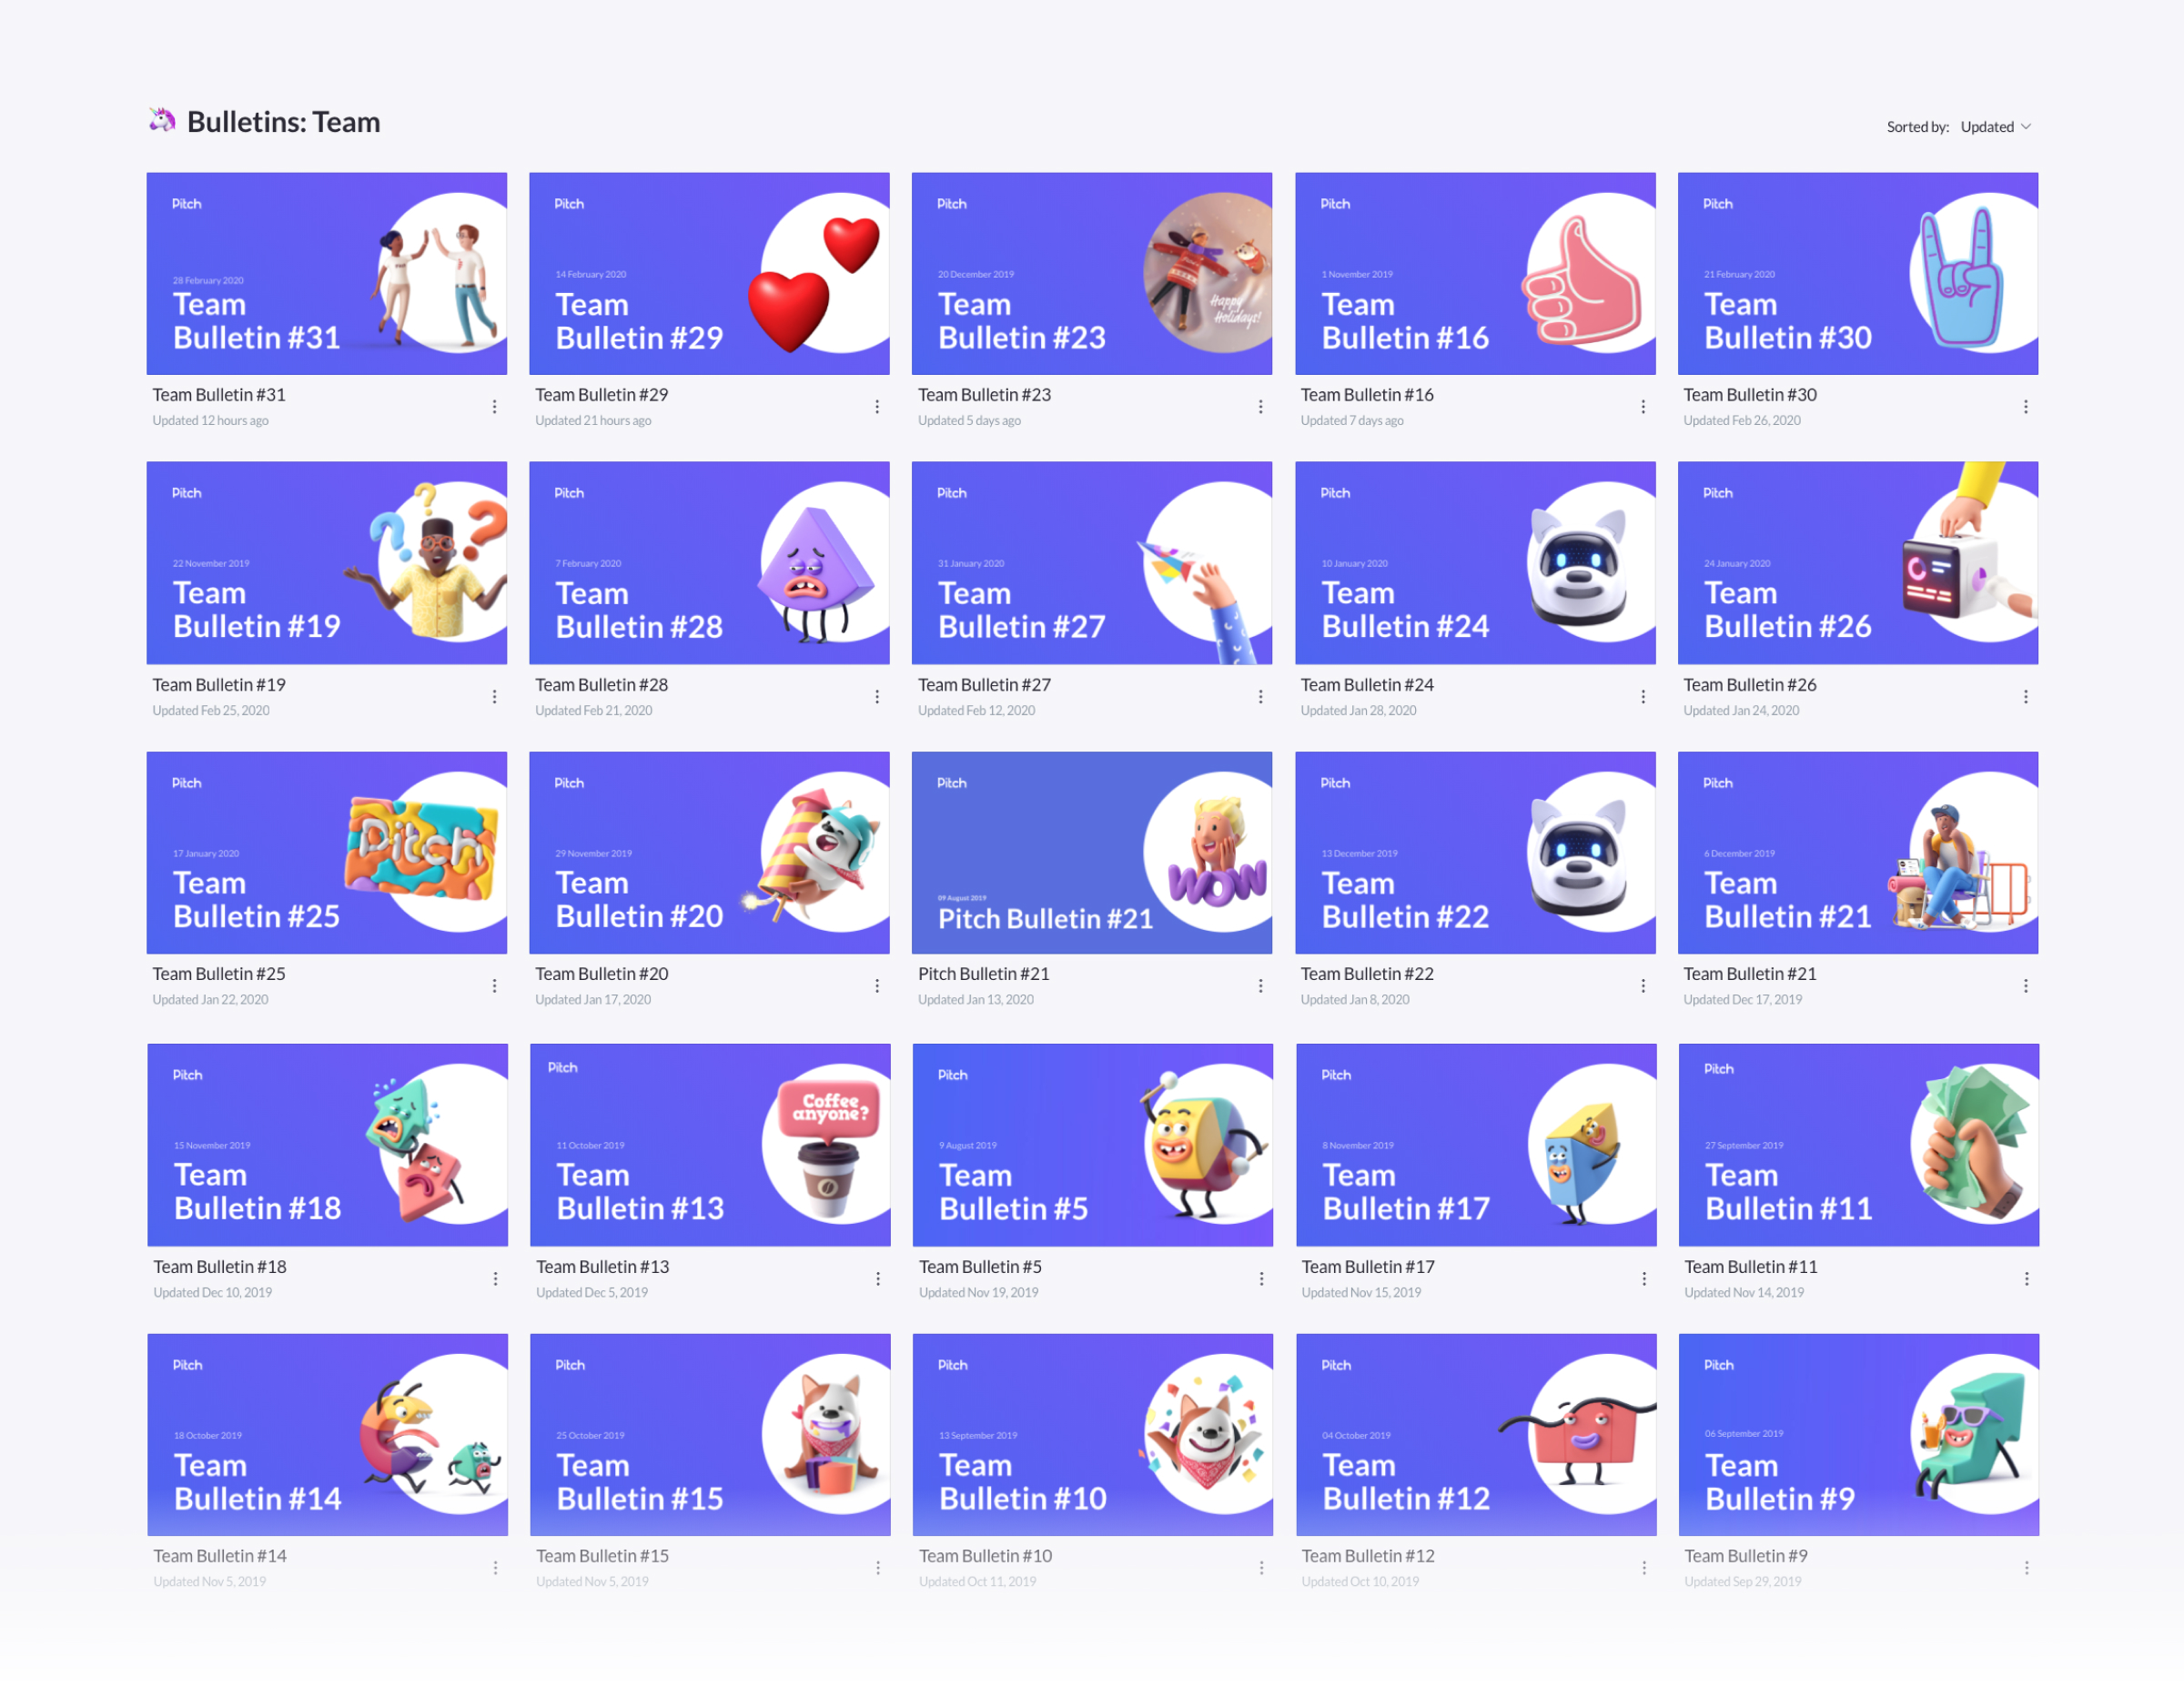 Bulletins: Team
Sorted by: Updated
Pitch
28 February 2020
Team
Bulletin #31
Team Bulletin #31
Updated 12 hours ago
Pitch
14 February 2020
Team
Bulletin #29
Team Bulletin #29
Updated 21 hours ago
Pitch
20 December 2019
Team
Bulletin #23
Happy
Holidays!
Team Bulletin #23
Updated 5 days ago
Pitch
1 November 2019
Team
Bulletin #16
Team Bulletin #16
Updated 7 days ago
Pitch
21 February 2020
Team
Bulletin #30
Team Bulletin #30
Updated Feb 26, 2020
Pitch
22 November 2019
Team
Bulletin #19
Team Bulletin #19
Updated Feb 25, 2020
Pitch
7 February 2020
Team
Bulletin #28
Team Bulletin #28
Updated Feb 21, 2020
Pitch
31 January 2020
Team
Bulletin #27
Team Bulletin #27
Updated Feb 12, 2020
Pitch
10 January 2020
Team
Bulletin #24
Team Bulletin #24
Updated Jan 28, 2020
Pitch
24 January 2020
Team
Bulletin #26
Team Bulletin #26
Updated Jan 24, 2020
Pitch
17 January 2020
Team
Bulletin #25
Pitch
Team Bulletin #25
Updated Jan 22, 2020
Pitch
29 November 2019
Team
Bulletin #20
Team Bulletin #20
Updated Jan 17, 2020
Pitch
09 August 2019
Pitch Bulletin #21
WOW
Pitch Bulletin #21
Updated Jan 13, 2020
Pitch
13 December 2019
Team
Bulletin #22
Team Bulletin #22
Updated Jan 8, 2020
Pitch
6 December 2019
Team
Bulletin #21
Team Bulletin #21
Updated Dec 17, 2019
Pitch
15 November 2019
Team
Bulletin #18
Team Bulletin #18
Updated Dec 10, 2019
Pitch
11 October 2019
Team
Bulletin #13
Coffee
anyone?
Team Bulletin #13
Updated Dec 5, 2019
Pitch
9 August 2019
Team
Bulletin #5
Team Bulletin #5
Updated Nov 19, 2019
Pitch
8 November 2019
Team
Bulletin #17
Team Bulletin #17
Updated Nov 15, 2019
Pitch
27 September 2019
Team
Bulletin #11
Team Bulletin #11
Updated Nov 14, 2019
Pitch
18 October 2019
Team
Bulletin #14
Team Bulletin #14
Updated Nov 5, 2019
Pitch
25 October 2019
Team
Bulletin #15
Team Bulletin #15
Updated Nov 5, 2019
Pitch
13 September 2019
Team
Bulletin #10
Team Bulletin #10
Updated Oct 11, 2019
Pitch
04 October 2019
Team
Bulletin #12
Team Bulletin #12
Updated Oct 10, 2019
Pitch
06 September 2019
Team
Bulletin #9
Team Bulletin #9
Updated Sep 29, 2019